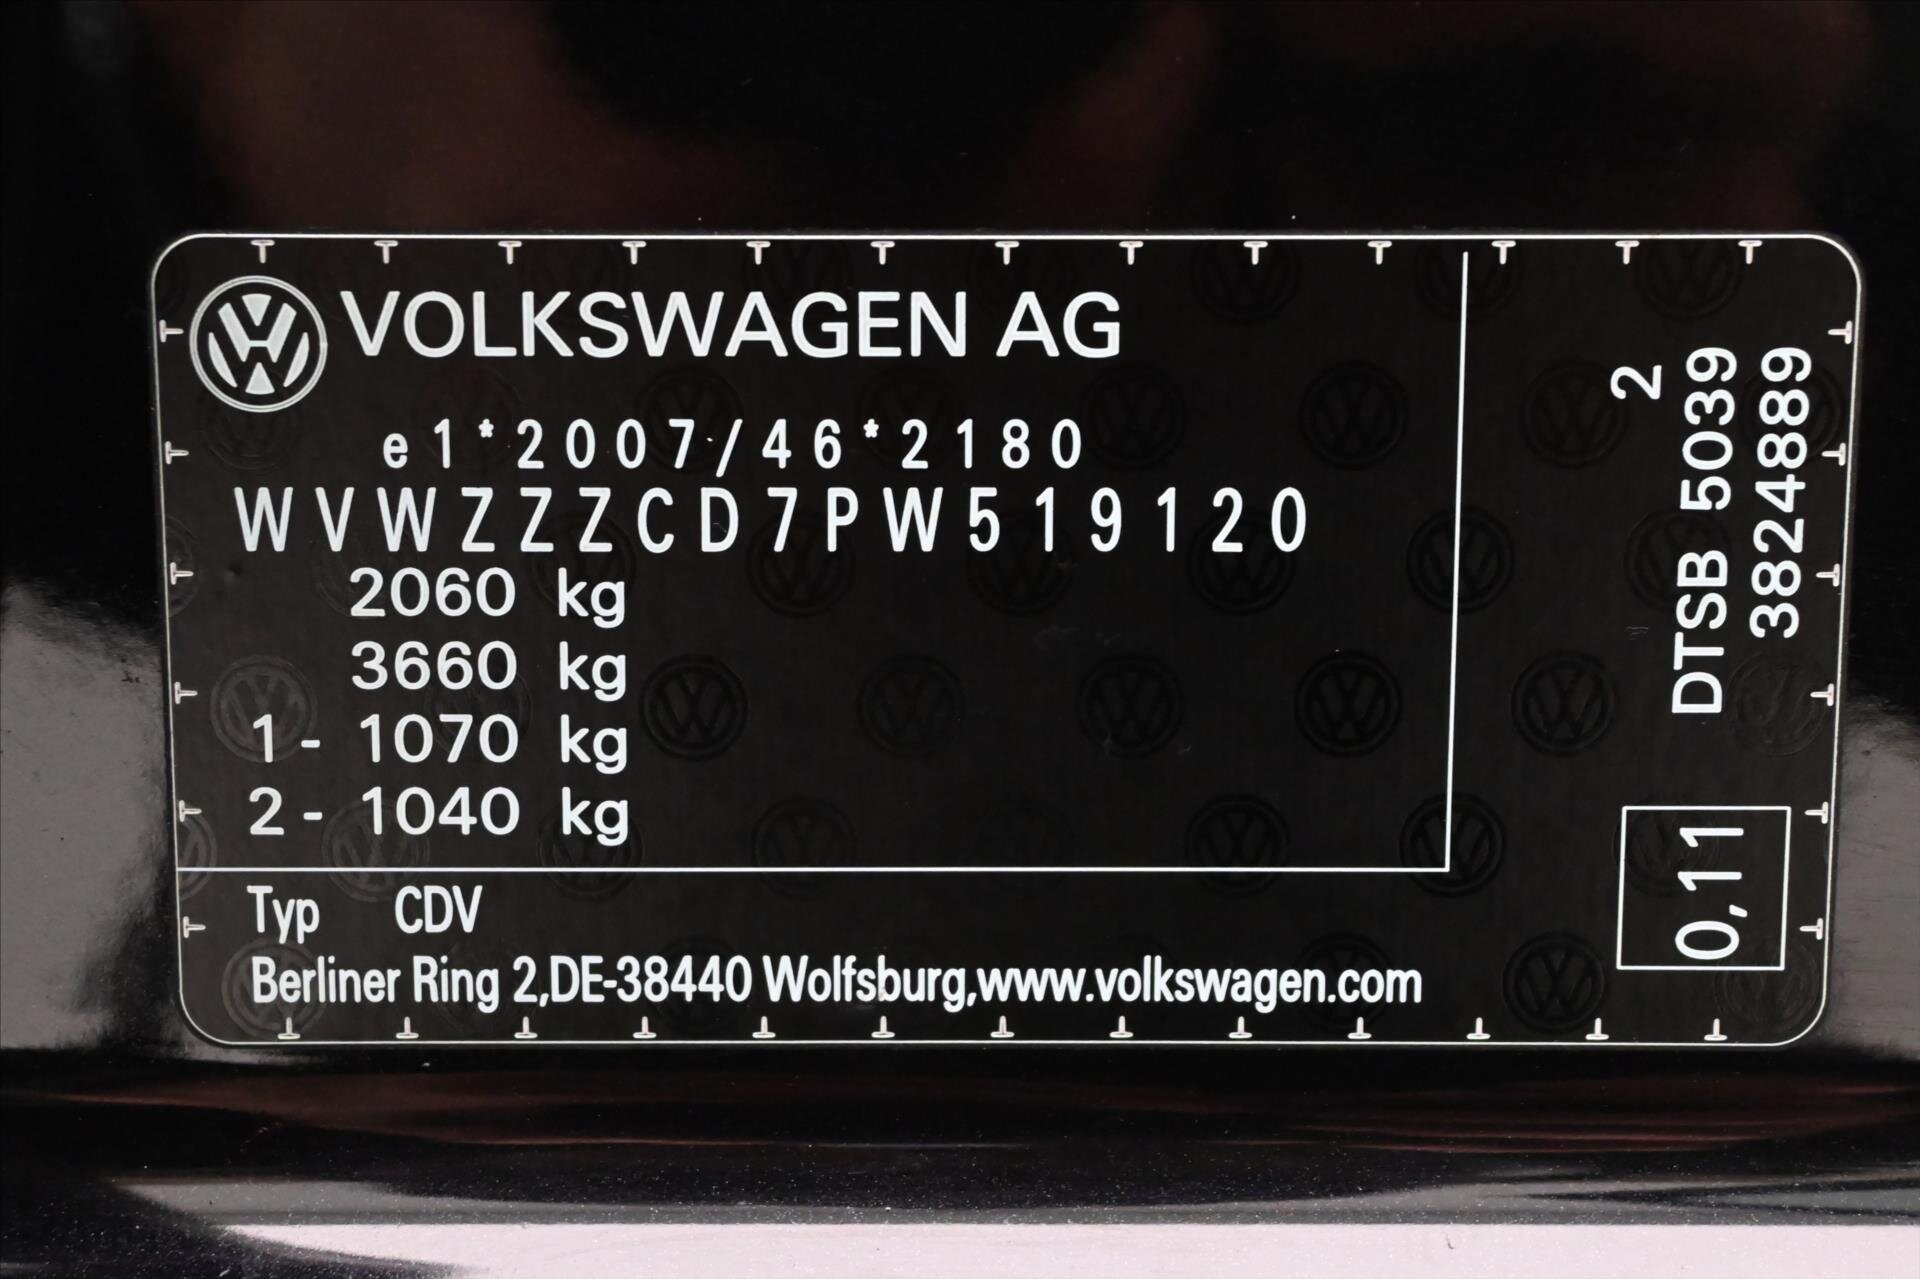 VOLKSWAGEN AG
e1*2007/46*2180
WVWZZZCD7PW519120
2060 kg
3660 kg
1- 1070 kg
2- 1040 kg
Typ CDV
Berliner Ring 2,DE-38440 Wolfsburg,www.volkswagen.com
2
DTSB 5039
3824889
0,11